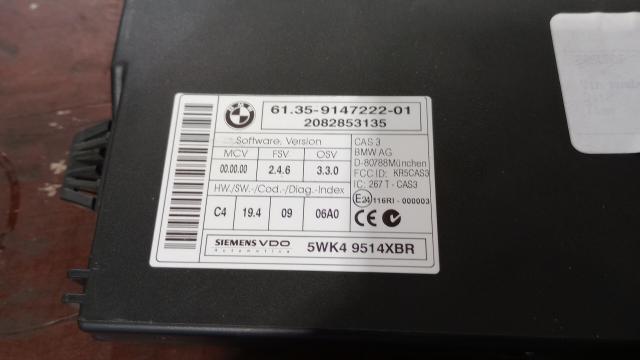 BMW
61.35-9147222-01
2082853135
Software, Version
MCV FSV OSV
00.00.00 2.4.6 3.3.0
HW./SW.-/Cod.-/Diag.-Index
C4 19.4 09 06A0
CAS 3
BMW AG
D-80788München
FCC ID: KR5CAS3
IC: 267 T - CAS3
E24 116RI - 000003
CE
SIEMENS VDO
Automotive
5WK4 9514XBR